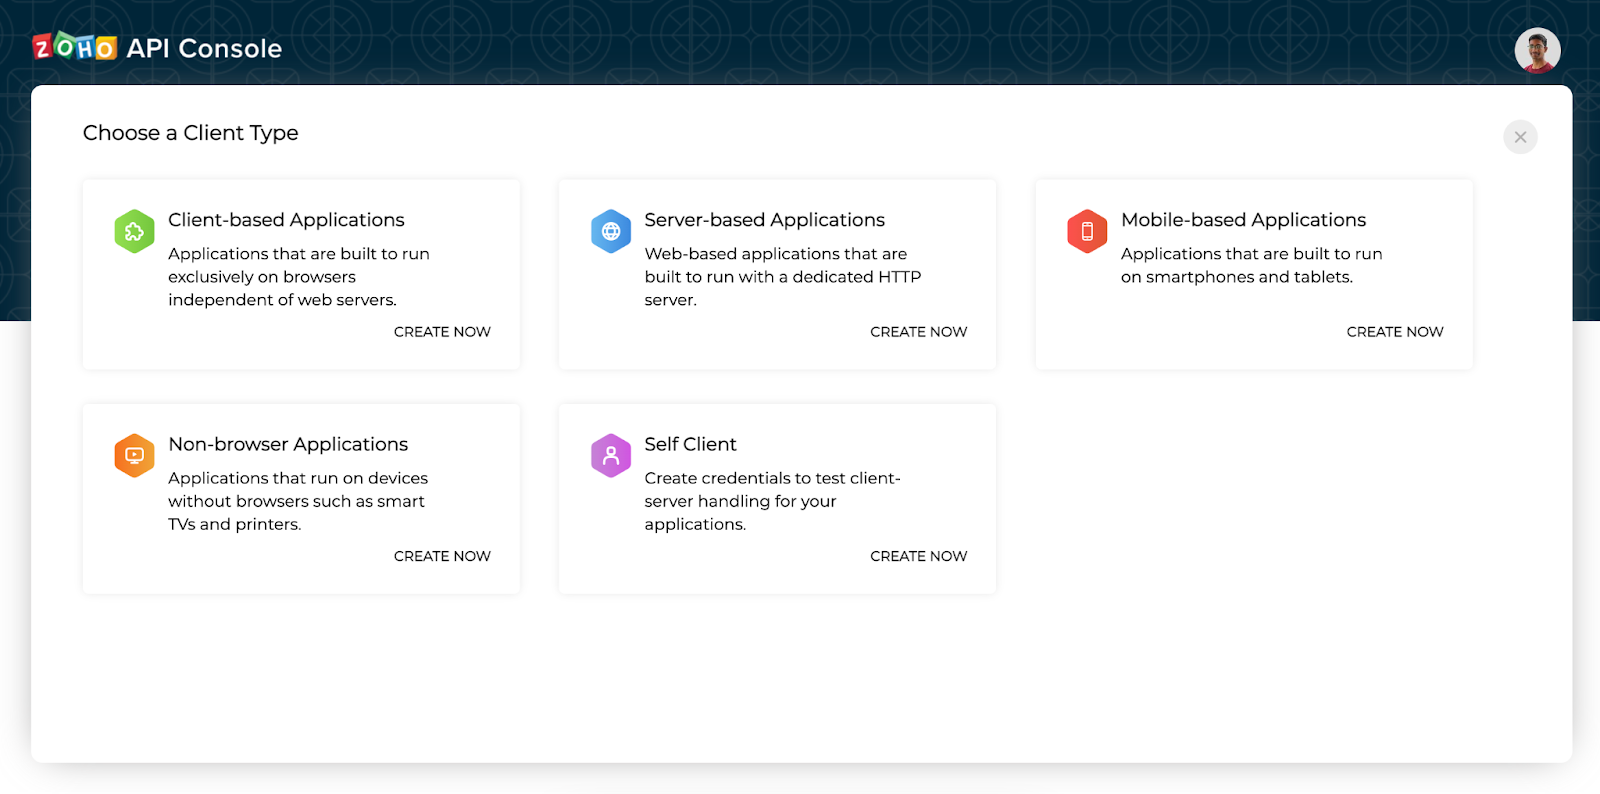 ZOHO API Console
Choose a Client Type
Client-based Applications
Applications that are built to run
exclusively on browsers
independent of web servers.
CREATE NOW
Server-based Applications
Web-based applications that are
built to run with a dedicated HTTP
server.
CREATE NOW
Mobile-based Applications
Applications that are built to run
on smartphones and tablets.
CREATE NOW
Non-browser Applications
Applications that run on devices
without browsers such as smart
TVs and printers.
CREATE NOW
Self Client
Create credentials to test client-
server handling for your
applications.
CREATE NOW